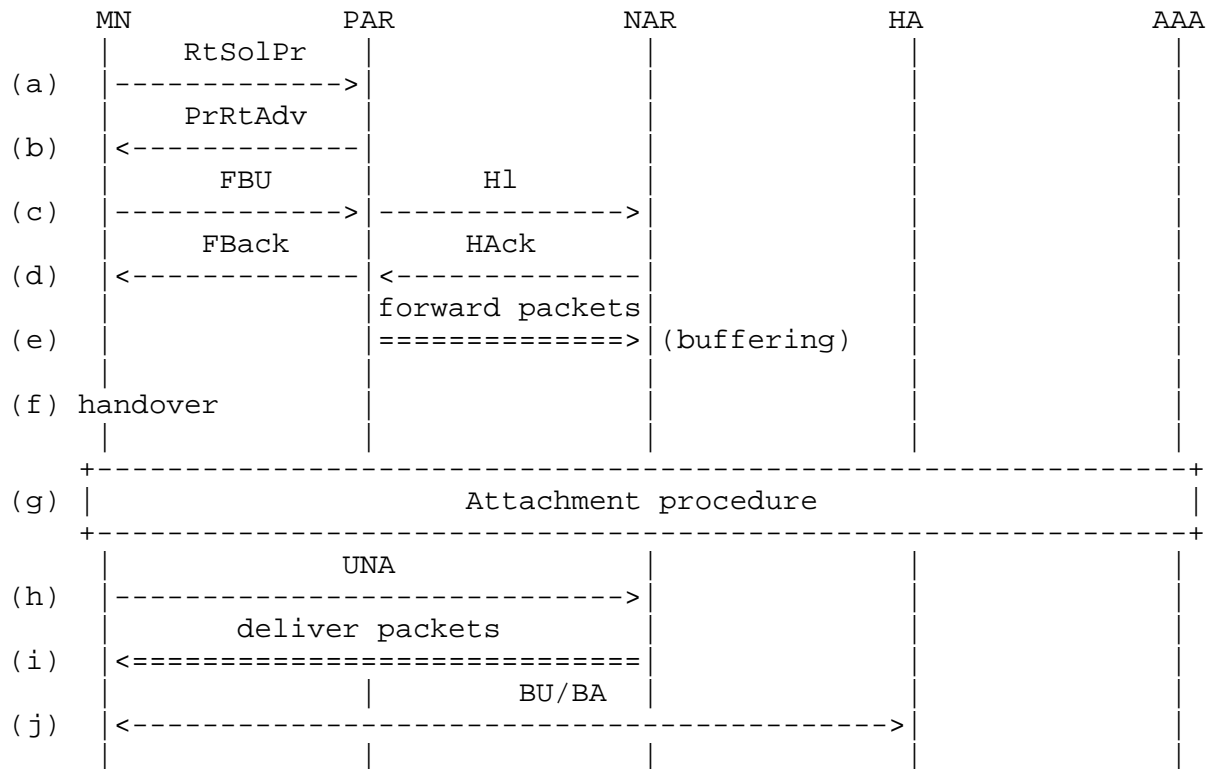 MN PAR NAR HA AAA
RtSolPr
(a)
PrRtAdv
(b)
FBU Hl
(c)
FBack HAck
(d)
forward packets
(e) (buffering)
(f) handover
(g) Attachment procedure
UNA
(h)
deliver packets
(i)
BU/BA
(j)